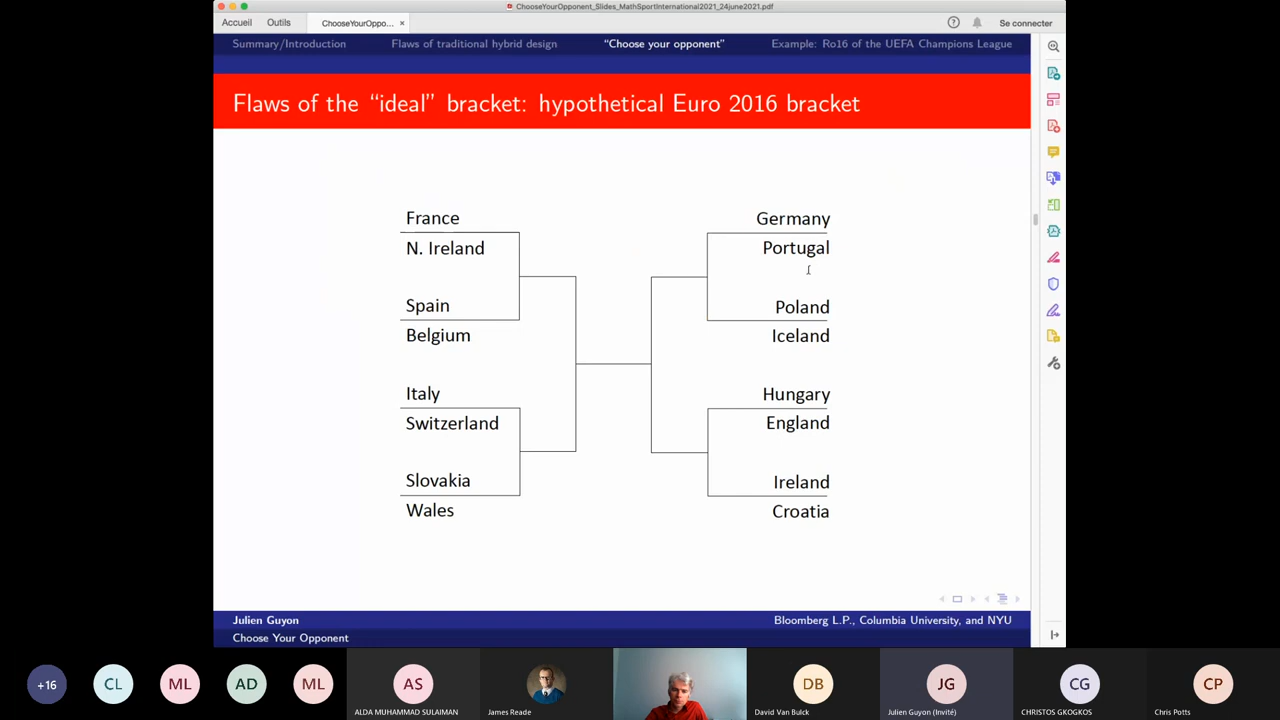 ChooseYourOpponent_Slides_MathSportInternational2021_24june2021.pdf
Accueil
Outils
ChooseYourOppo...
Se connecter
Summary/Introduction
Flaws of traditional hybrid design
“Choose your opponent”
Example: Ro16 of the UEFA Champions League
Flaws of the “ideal” bracket: hypothetical Euro 2016 bracket
France
N. Ireland
Spain
Belgium
Italy
Switzerland
Slovakia
Wales
Germany
Portugal
Poland
Iceland
Hungary
England
Ireland
Croatia
Julien Guyon
Bloomberg L.P., Columbia University, and NYU
Choose Your Opponent
+16
CL
ML
AD
ML
AS
ALDA MUHAMMAD SULAIMAN
James Reade
DB
David Van Bulck
JG
Julien Guyon (Invité)
CG
CHRISTOS GKOGKOS
CP
Chris Potts